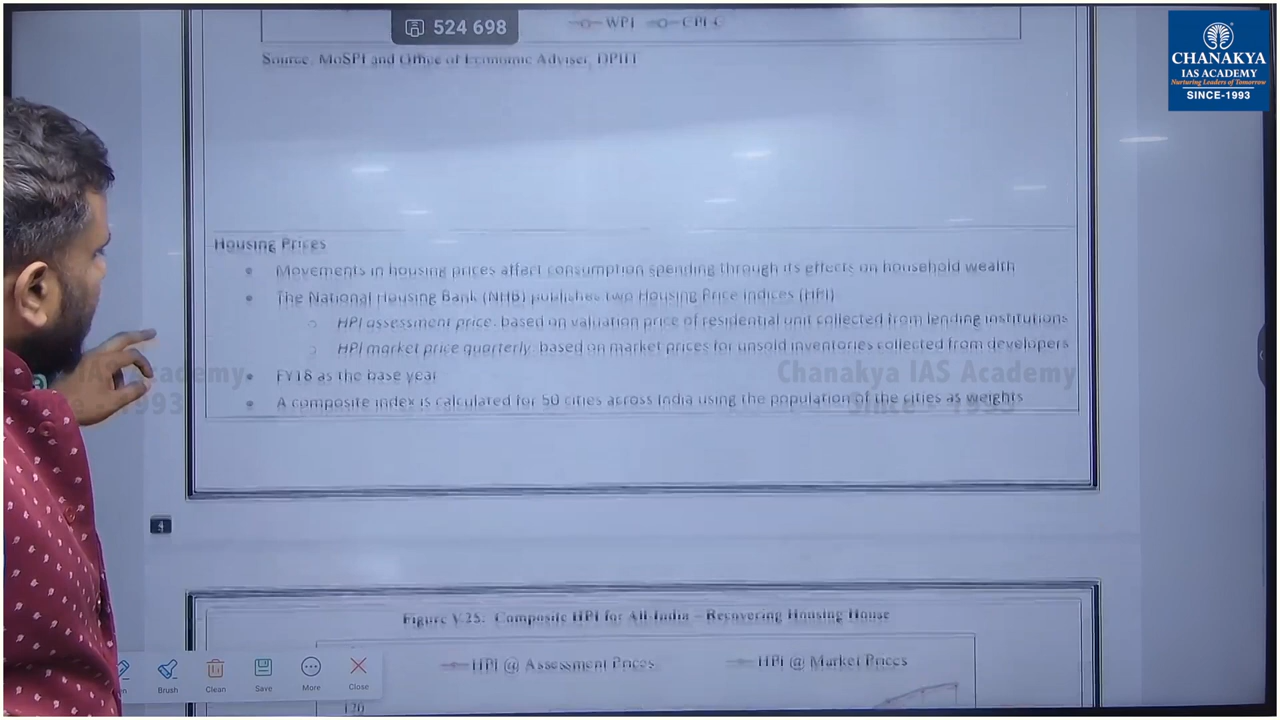 524 698
WPI CPI-C
Source: MoSPI and Office of Economic Adviser, DPIIT
CHANAKYA
IAS ACADEMY
Nurturing Leaders of Tomorrow
SINCE-1993
Housing Prices
• Movements in housing prices affect consumption spending through its effects on household wealth
• The National Housing Bank (NHB) publishes two Housing Price Indices (HPI)
○ HPI assessment price: based on valuation price of residential unit collected from lending institutions
○ HPI market price quarterly: based on market prices for unsold inventories collected from developers
Chanakya IAS Academy
Since - 1993
• FY18 as the base year
• A composite index is calculated for 50 cities across India using the population of the cities as weights
4
Figure V.25: Composite HPI for All-India – Recovering Housing House
HPI @ Assessment Prices HPI @ Market Prices
120
Brush Clean Save More Close